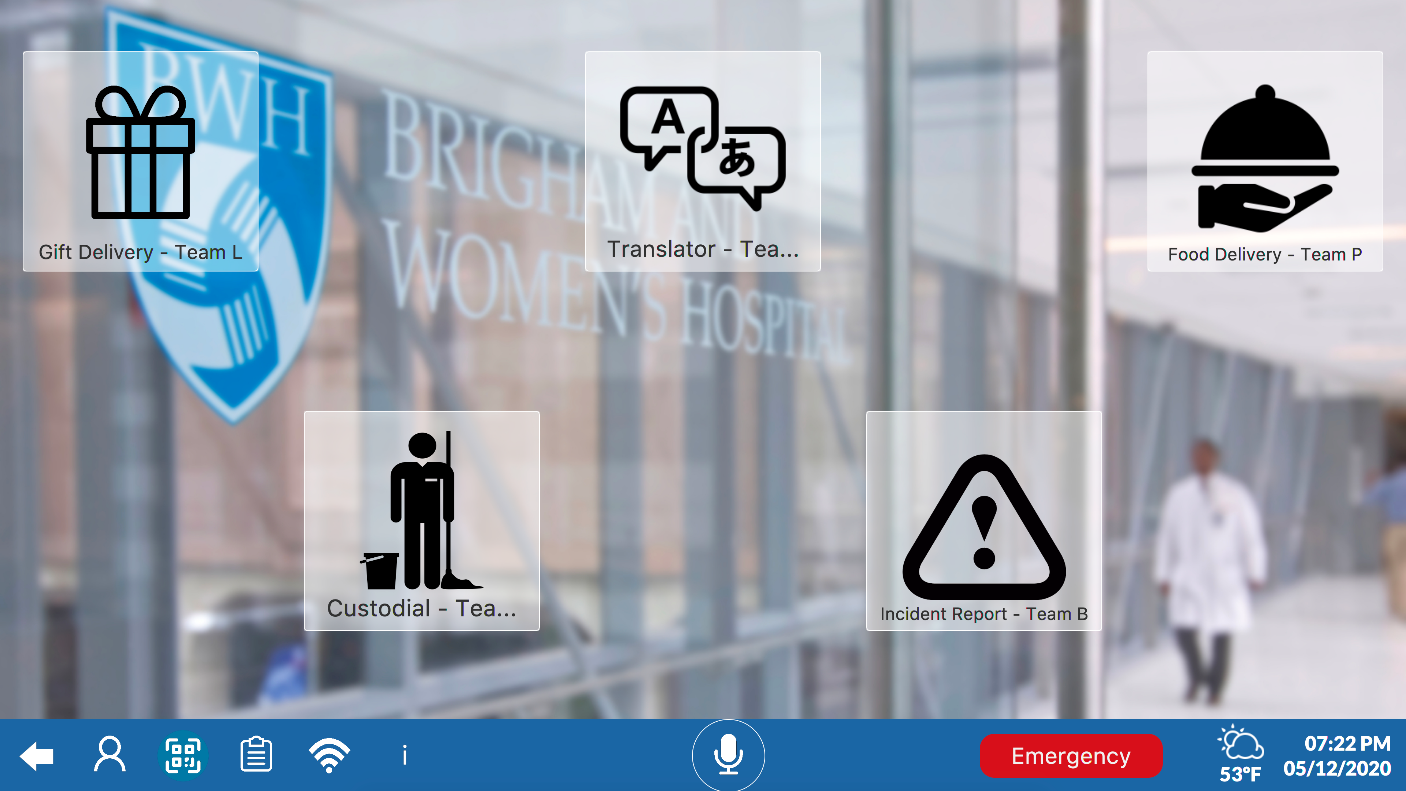 BWH
BRIGHAM AND
WOMEN'S HOSPITAL
Gift Delivery - Team L
A
あ
Translator - Tea...
Food Delivery - Team P
Custodial - Tea...
Incident Report - Team B
i
Emergency
53°F
07:22 PM
05/12/2020